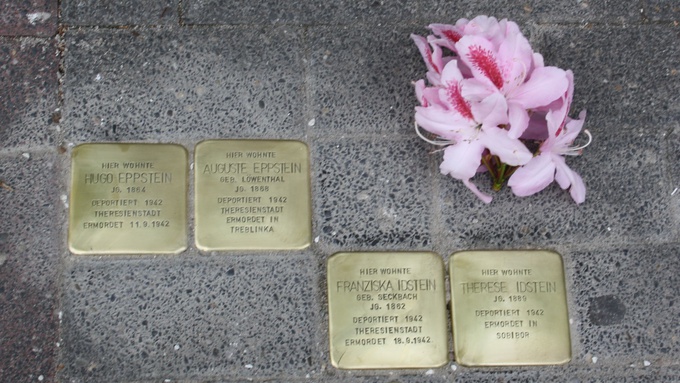 HIER WOHNTE
HUGO EPPSTEIN
JG. 1864
DEPORTIERT 1942
THERESIENSTADT
ERMORDET 11.9.1942
HIER WOHNTE
AUGUSTE EPPSTEIN
GEB. LÖWENTHAL
JG. 1868
DEPORTIERT 1942
THERESIENSTADT
ERMORDET IN
TREBLINKA
HIER WOHNTE
FRANZISKA IDSTEIN
GEB. SECKBACH
JG. 1862
DEPORTIERT 1942
THERESIENSTADT
ERMORDET 18.9.1942
HIER WOHNTE
THERESE IDSTEIN
JG. 1889
DEPORTIERT 1942
ERMORDET IN
SOBIBOR